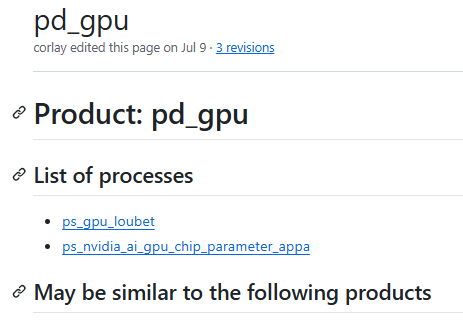 pd_gpu
corlay edited this page on Jul 9 · 3 revisions
Product: pd_gpu
List of processes
ps_gpu_loubet
ps_nvidia_ai_gpu_chip_parameter_appa
May be similar to the following products